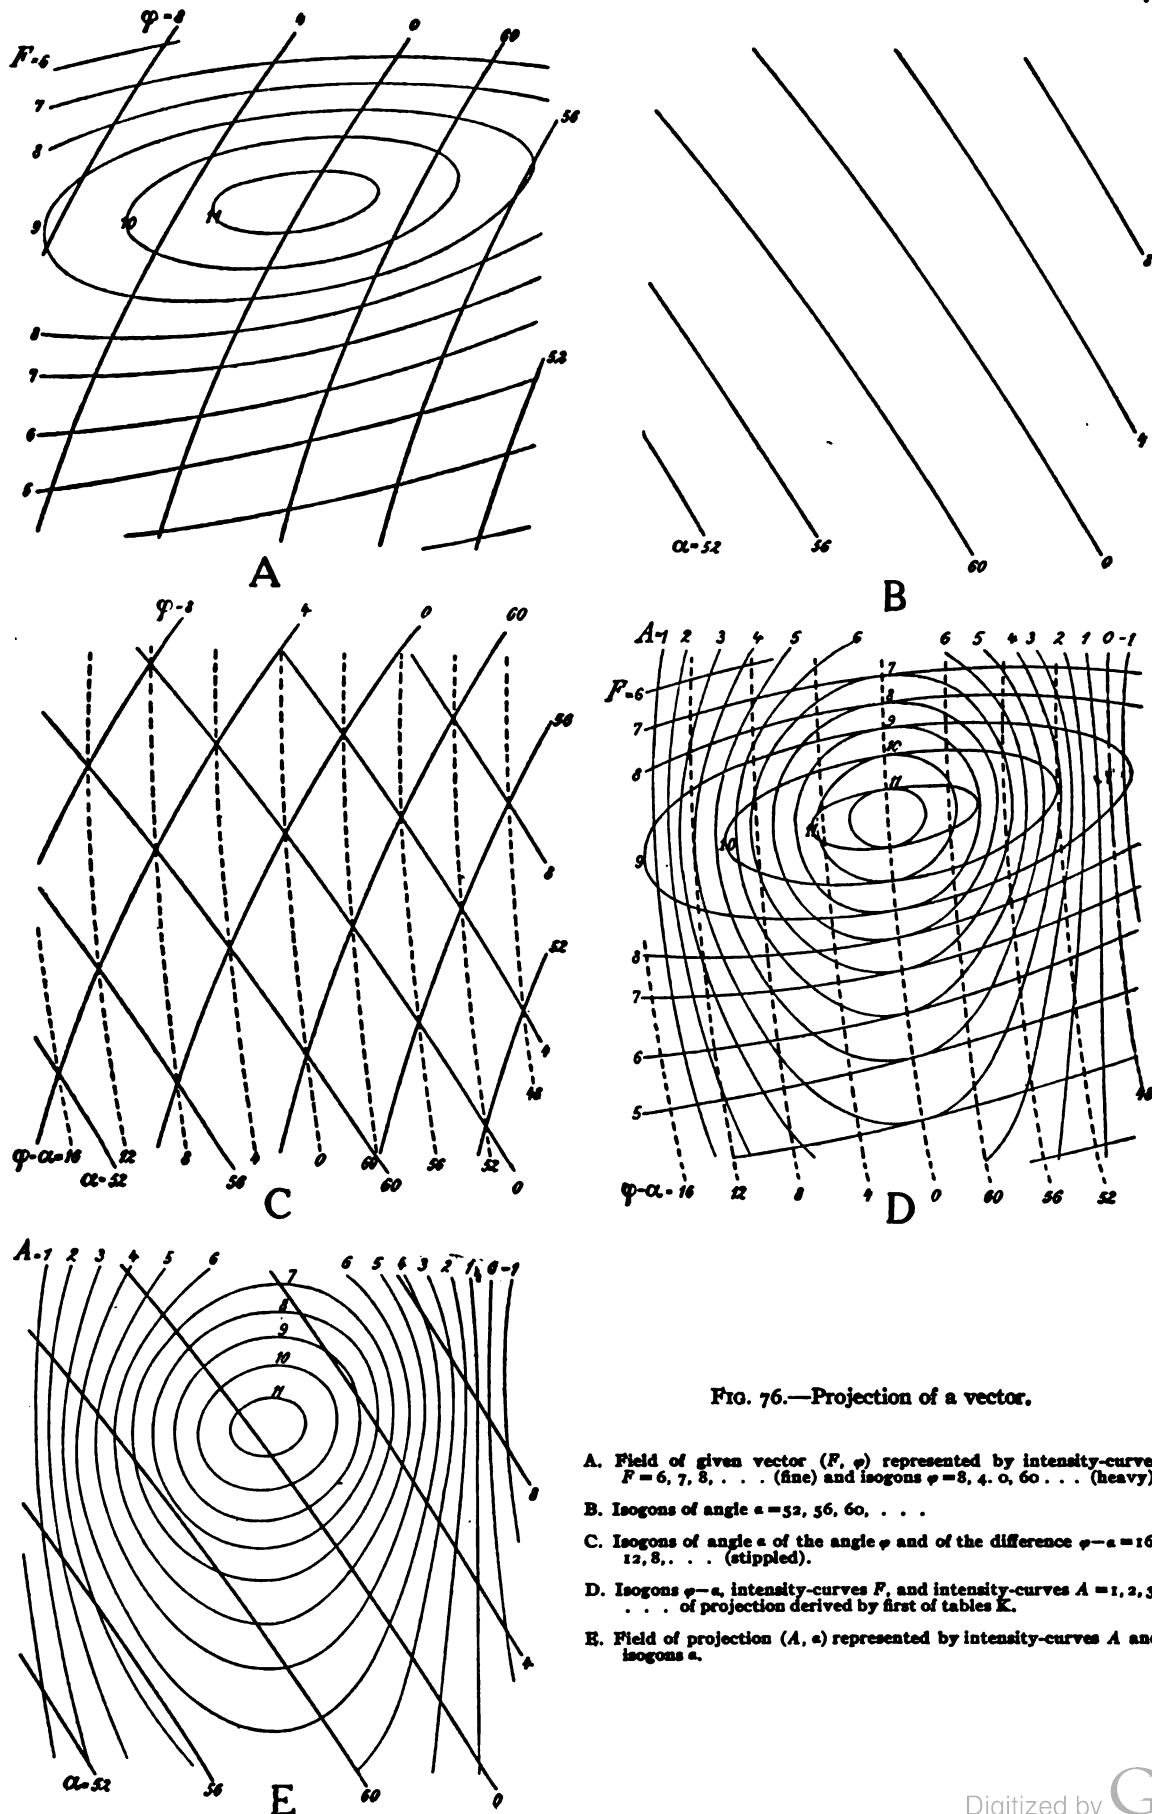 φ=8 4 0 60
F=6
7
56
8
9 10 11
8
7 52
6
5
A
8
4
α=52 56 60 0
B
φ=8 4 0 60
56
8
52
4
48
φ-α=16 12 8 4 0 60 56 52
α=52 56 60 0
C
A=1 2 3 4 5 6 6 5 4 3 2 1 0 -1
7
F=6
8
7 9
10
8 11
11
10
9
8
7
6
48
5
φ-α=16 12 8 4 0 60 56 52
D
A=1 2 3 4 5 6 6 5 4 3 2 1 0 -1
7
8
9
10
11
8
4
α=52 56 60 0
E
FIG. 76.—Projection of a vector.
A. Field of given vector (F, φ) represented by intensity-curve
F = 6, 7, 8, . . . (fine) and isogons φ = 8, 4. 0, 60 . . . (heavy)
B. Isogons of angle α = 52, 56, 60, . . . .
C. Isogons of angle α of the angle φ and of the difference φ—α = 16
12, 8, . . . (stippled).
D. Isogons φ—α, intensity-curves F, and intensity-curves A = 1, 2, 3
. . . of projection derived by first of tables K.
E. Field of projection (A, α) represented by intensity-curves A and
isogons α.
Digitized by G